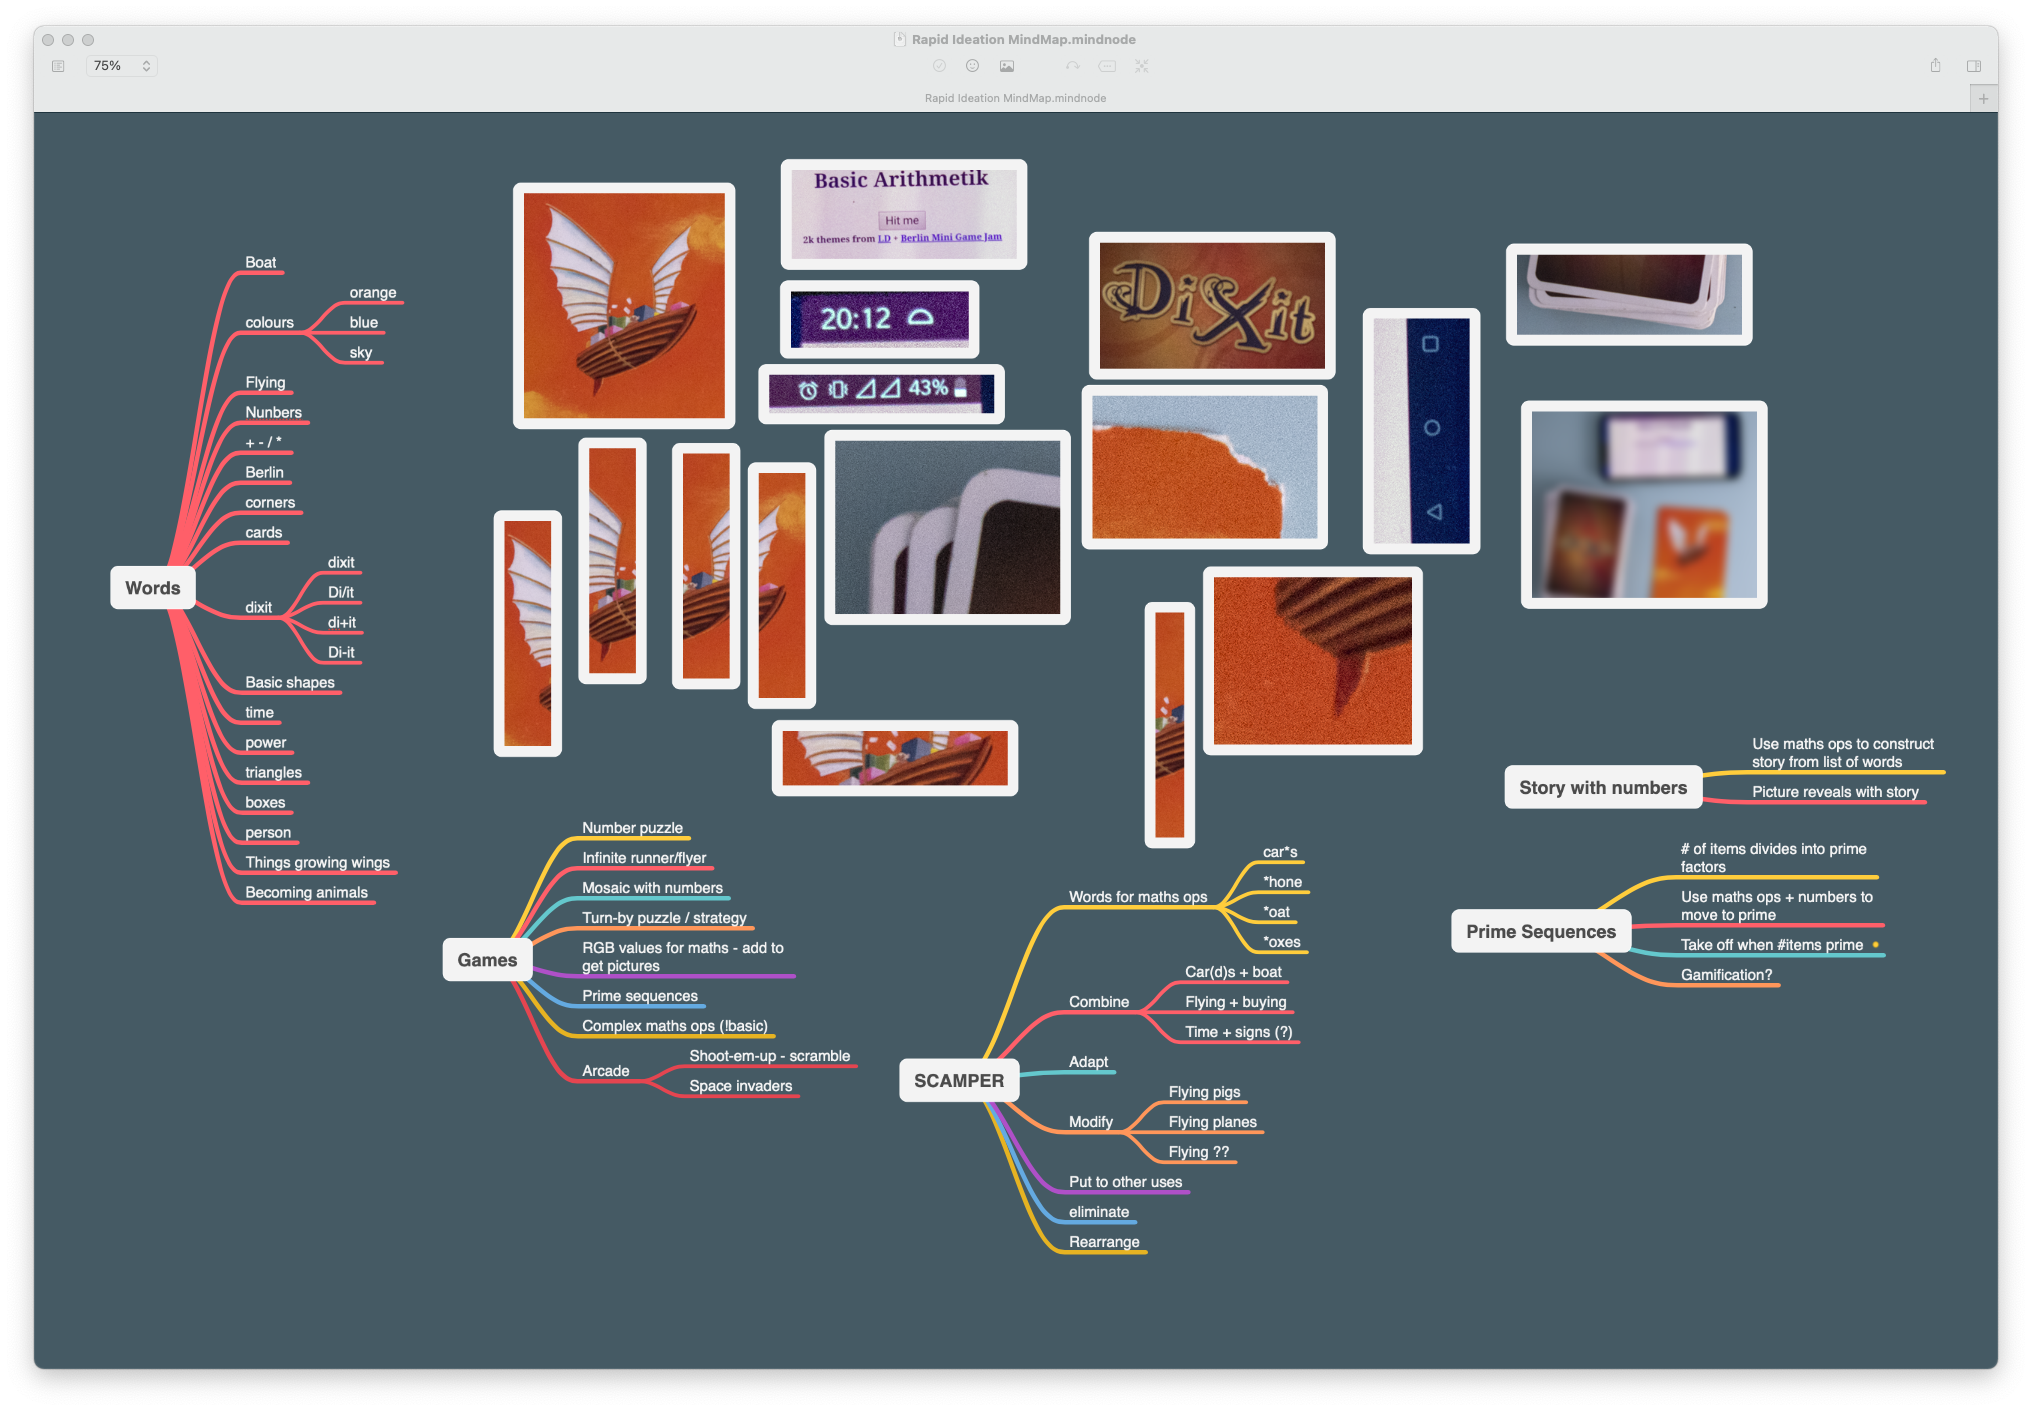 Rapid Ideation MindMap.mindnode
75%
Rapid Ideation MindMap.mindnode
Words
Boat
colours
orange
blue
sky
Flying
Nunbers
+ - / *
Berlin
corners
cards
dixit
dixit
Di/it
di+it
Di-it
Basic shapes
time
power
triangles
boxes
person
Things growing wings
Becoming animals
Basic Arithmetik
Hit me
2k themes from LD + Berlin Mini Game Jam
20:12
43%
DiXit
Games
Number puzzle
Infinite runner/flyer
Mosaic with numbers
Turn-by puzzle / strategy
RGB values for maths - add to
get pictures
Prime sequences
Complex maths ops (!basic)
Arcade
Shoot-em-up - scramble
Space invaders
SCAMPER
Words for maths ops
car*s
*hone
*oat
*oxes
Combine
Car(d)s + boat
Flying + buying
Time + signs (?)
Adapt
Modify
Flying pigs
Flying planes
Flying ??
Put to other uses
eliminate
Rearrange
Story with numbers
Use maths ops to construct
story from list of words
Picture reveals with story
Prime Sequences
# of items divides into prime
factors
Use maths ops + numbers to
move to prime
Take off when #items prime
Gamification?